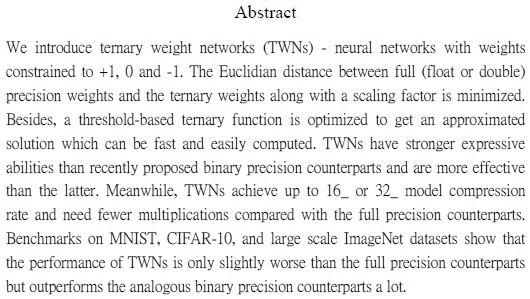 Abstract
We introduce ternary weight networks (TWNs) - neural networks with weights
constrained to +1, 0 and -1. The Euclidian distance between full (float or double)
precision weights and the ternary weights along with a scaling factor is minimized.
Besides, a threshold-based ternary function is optimized to get an approximated
solution which can be fast and easily computed. TWNs have stronger expressive
abilities than recently proposed binary precision counterparts and are more effective
than the latter. Meanwhile, TWNs achieve up to 16_ or 32_ model compression
rate and need fewer multiplications compared with the full precision counterparts.
Benchmarks on MNIST, CIFAR-10, and large scale ImageNet datasets show that
the performance of TWNs is only slightly worse than the full precision counterparts
but outperforms the analogous binary precision counterparts a lot.